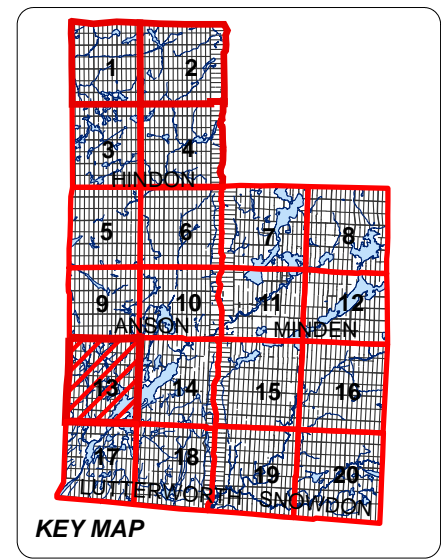 1 2
3 4
HINDON
5 6 7 8
9 10 11 12
ANSON MINDEN
13 14 15 16
17 18 19 20
LUTTERWORTH SNOWDON
KEY MAP